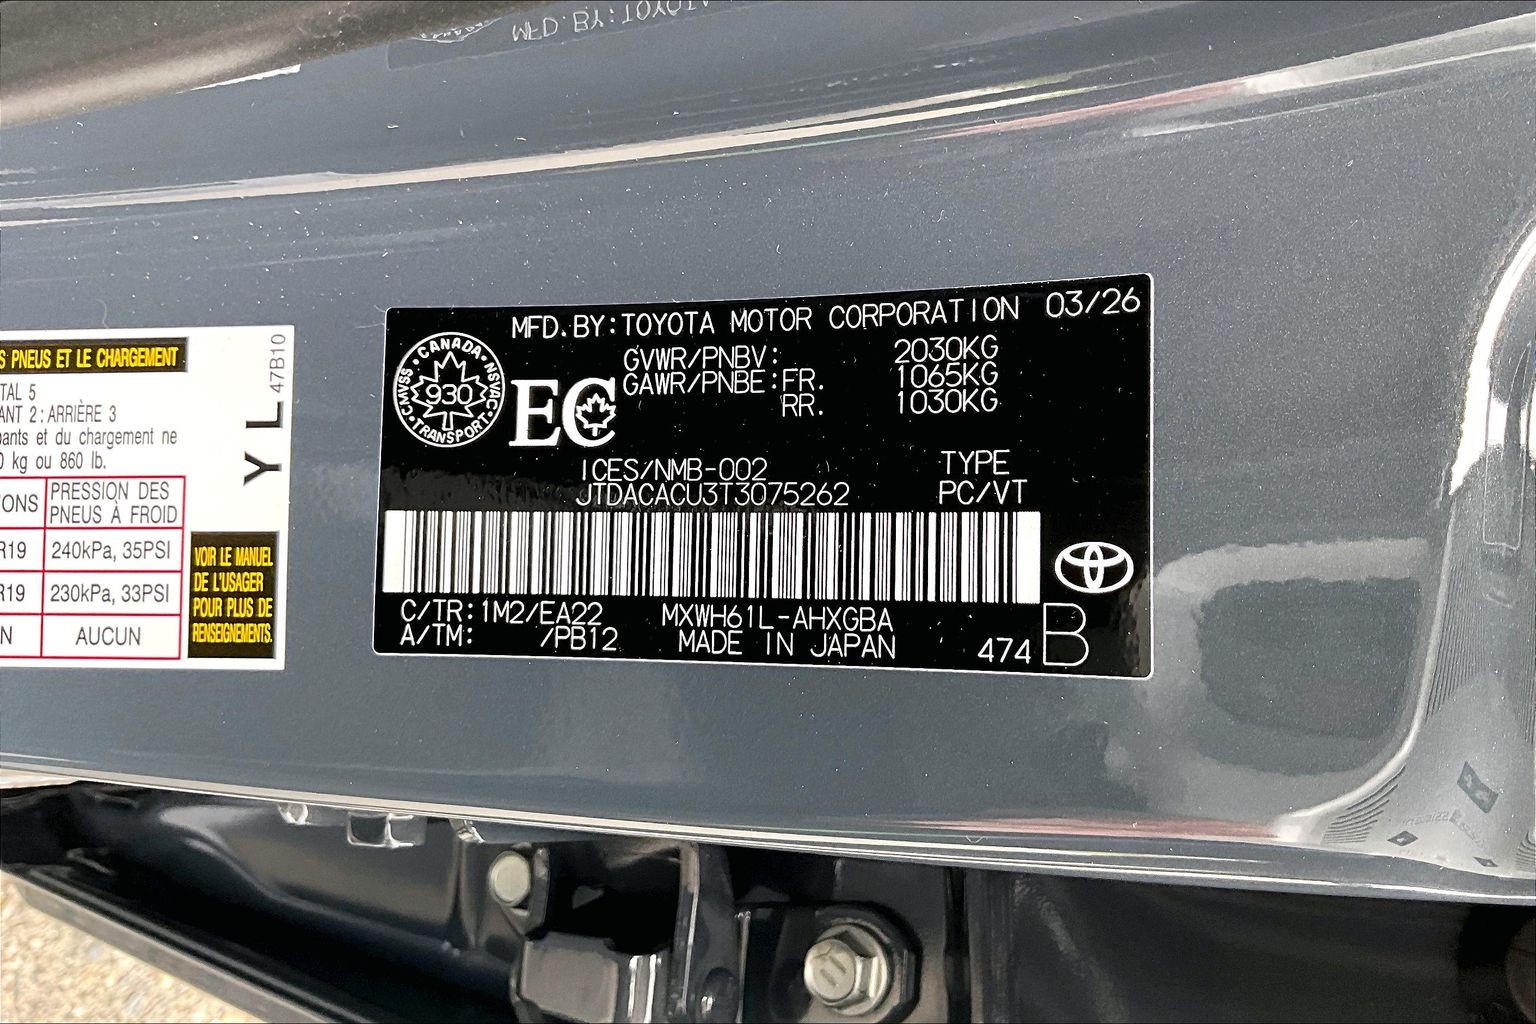 MFD. BY: TOYOTA
S PNEUS ET LE CHARGEMENT
TAL 5
ANT 2: ARRIÈRE 3
pants et du chargement ne
0 kg ou 860 lb.
ONS PRESSION DES PNEUS À FROID
R19 240kPa, 35PSI
R19 230kPa, 33PSI
N AUCUN
VOIR LE MANUEL
DE L'USAGER
POUR PLUS DE
RENSEIGNEMENTS.
YL 47B10
MFD. BY: TOYOTA MOTOR CORPORATION 03/26
GVWR/PNBV: 2030KG
GAWR/PNBE: FR. 1065KG
RR. 1030KG
CANADA
CMVSS 930 NSVAC
TRANSPORT
EC
ICES/NMB-002 TYPE
JTDACACU3T3075262 PC/VT
C/TR: 1M2/EA22 MXWH61L-AHXGBA
A/TM: /PB12 MADE IN JAPAN 474 B